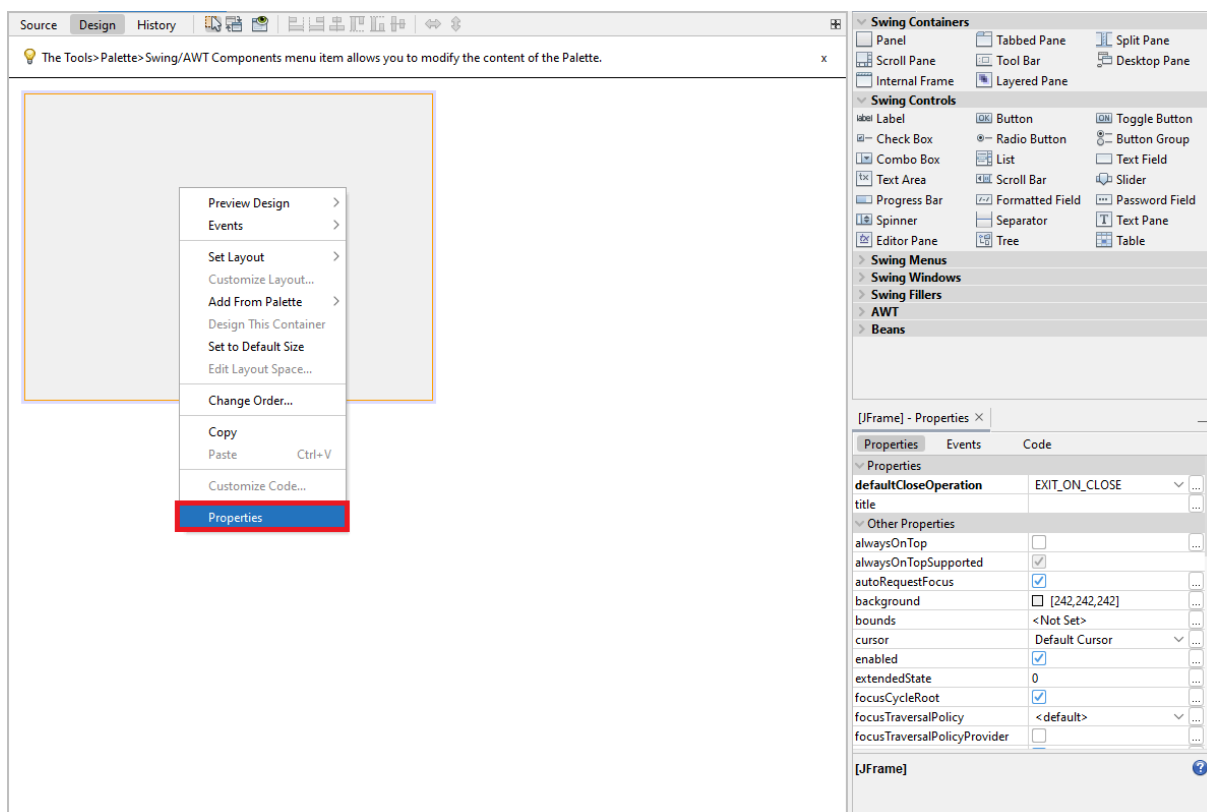 Source Design History
The Tools>Palette>Swing/AWT Components menu item allows you to modify the content of the Palette. x
Preview Design
Events
Set Layout
Customize Layout...
Add From Palette
Design This Container
Set to Default Size
Edit Layout Space...
Change Order...
Copy
Paste Ctrl+V
Customize Code...
Properties
Swing Containers
Panel Tabbed Pane Split Pane
Scroll Pane Tool Bar Desktop Pane
Internal Frame Layered Pane
Swing Controls
label Label OK Button ON Toggle Button
Check Box Radio Button Button Group
Combo Box List Text Field
tx Text Area Scroll Bar Slider
Progress Bar Formatted Field Password Field
Spinner Separator T Text Pane
Editor Pane Tree Table
Swing Menus
Swing Windows
Swing Fillers
AWT
Beans
[JFrame] - Properties ×
Properties Events Code
Properties
defaultCloseOperation EXIT_ON_CLOSE ...
title ...
Other Properties
alwaysOnTop ...
alwaysOnTopSupported
autoRequestFocus ...
background [242,242,242] ...
bounds <Not Set> ...
cursor Default Cursor ...
enabled ...
extendedState 0 ...
focusCycleRoot ...
focusTraversalPolicy <default> ...
focusTraversalPolicyProvider ...
[JFrame] ?